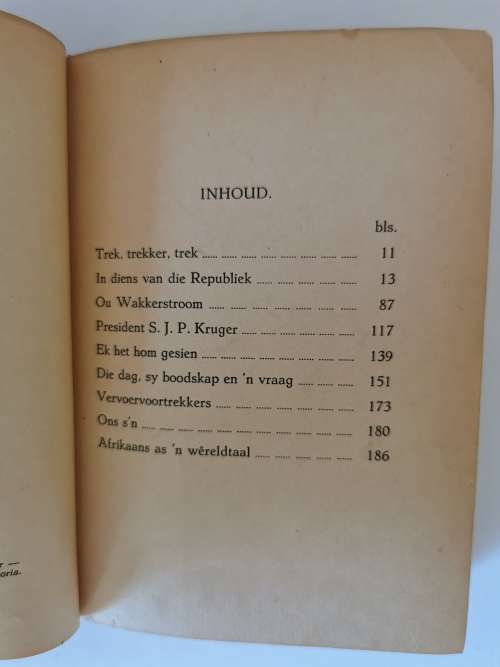 INHOUD.
bls.
Trek, trekker, trek ...... ...... ...... ...... ...... ...... ...... ...... 11
In diens van die Republiek ...... ...... ...... ...... ...... 13
Ou Wakkerstroom ...... ...... ...... ...... ...... ...... ...... 87
President S. J. P. Kruger ...... ...... ...... ...... ...... ...... 117
Ek het hom gesien ...... ...... ...... ...... ...... ...... ...... ...... 139
Die dag, sy boodskap en 'n vraag ...... ...... ...... 151
Vervoervoortrekkers ...... ...... ...... ...... ...... ...... ...... 173
Ons s'n ...... ...... ...... ...... ...... ...... ...... ...... ...... ...... 180
Afrikaans as 'n wêreldtaal ...... ...... ...... ...... ...... 186
r —
oria.